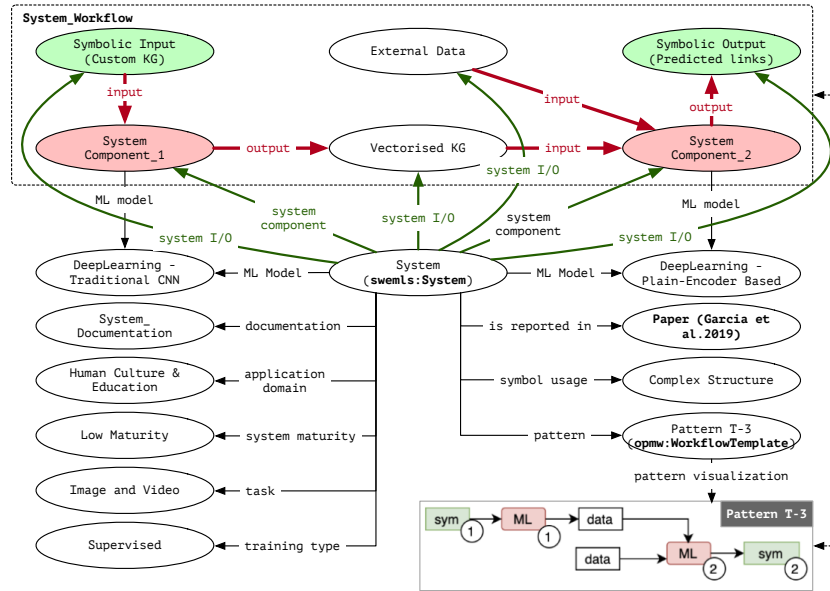 System_Workflow
Symbolic Input
(Custom KG)
External Data
Symbolic Output
(Predicted links)
input
input
output
System
Component_1
output
Vectorised KG
input
System
Component_2
system I/O
ML model
system
component
system I/O
system
component
ML model
system I/O
system I/O
DeepLearning -
Traditional CNN
ML Model
System
(swemls:System)
ML Model
DeepLearning -
Plain-Encoder Based
System_
Documentation
documentation
is reported in
Paper (Garcia et
al.2019)
Human Culture &
Education
application
domain
symbol usage
Complex Structure
Low Maturity
system maturity
pattern
Pattern T-3
(opmw:WorkflowTemplate)
pattern visualization
Image and Video
task
Supervised
training type
Pattern T-3
sym
1
ML
1
data
data
ML
2
sym
2